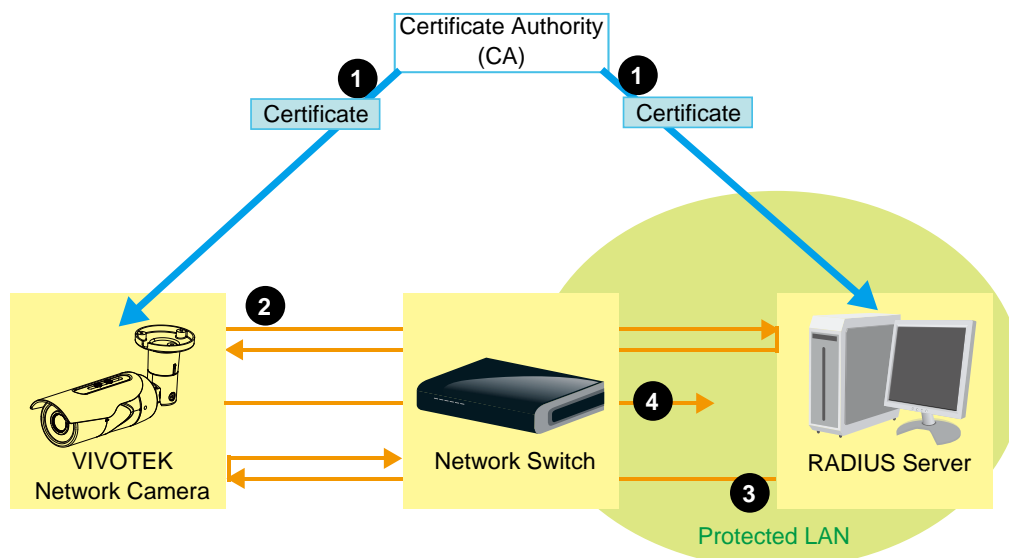 Certificate Authority
(CA)
1
1
Certificate
Certificate
2
4
VIVOTEK
Network Camera
Network Switch
RADIUS Server
3
Protected LAN